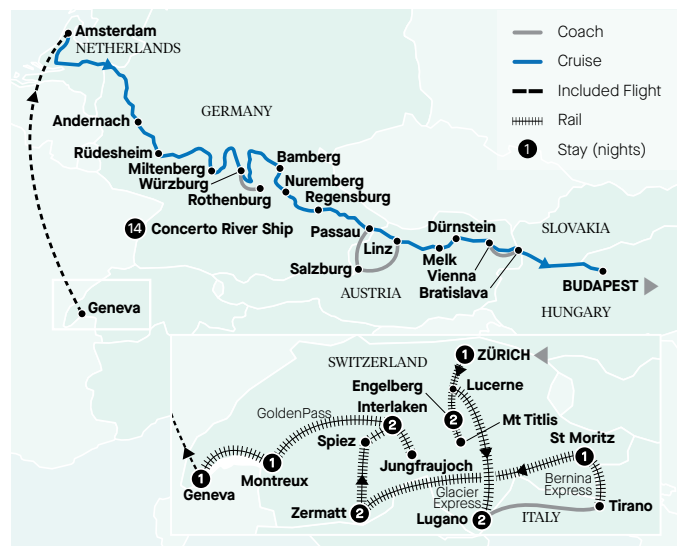 Amsterdam
NETHERLANDS
Coach
Cruise
Included Flight
Rail
1 Stay (nights)
GERMANY
Andernach
Rüdesheim
Miltenberg
Würzburg
Rothenburg
Bamberg
Nuremberg
Regensburg
14 Concerto River Ship
Passau
Linz
Salzburg
AUSTRIA
Dürnstein
Melk
Vienna
Bratislava
SLOVAKIA
BUDAPEST
HUNGARY
Geneva
SWITZERLAND
1 ZÜRICH
Lucerne
Engelberg
2
Mt Titlis
GoldenPass
Interlaken
2
Spiez
Jungfraujoch
St Moritz
1
Bernina
Express
Tirano
ITALY
Glacier
Express
Lugano 2
Zermatt 2
1
Montreux
1
Geneva